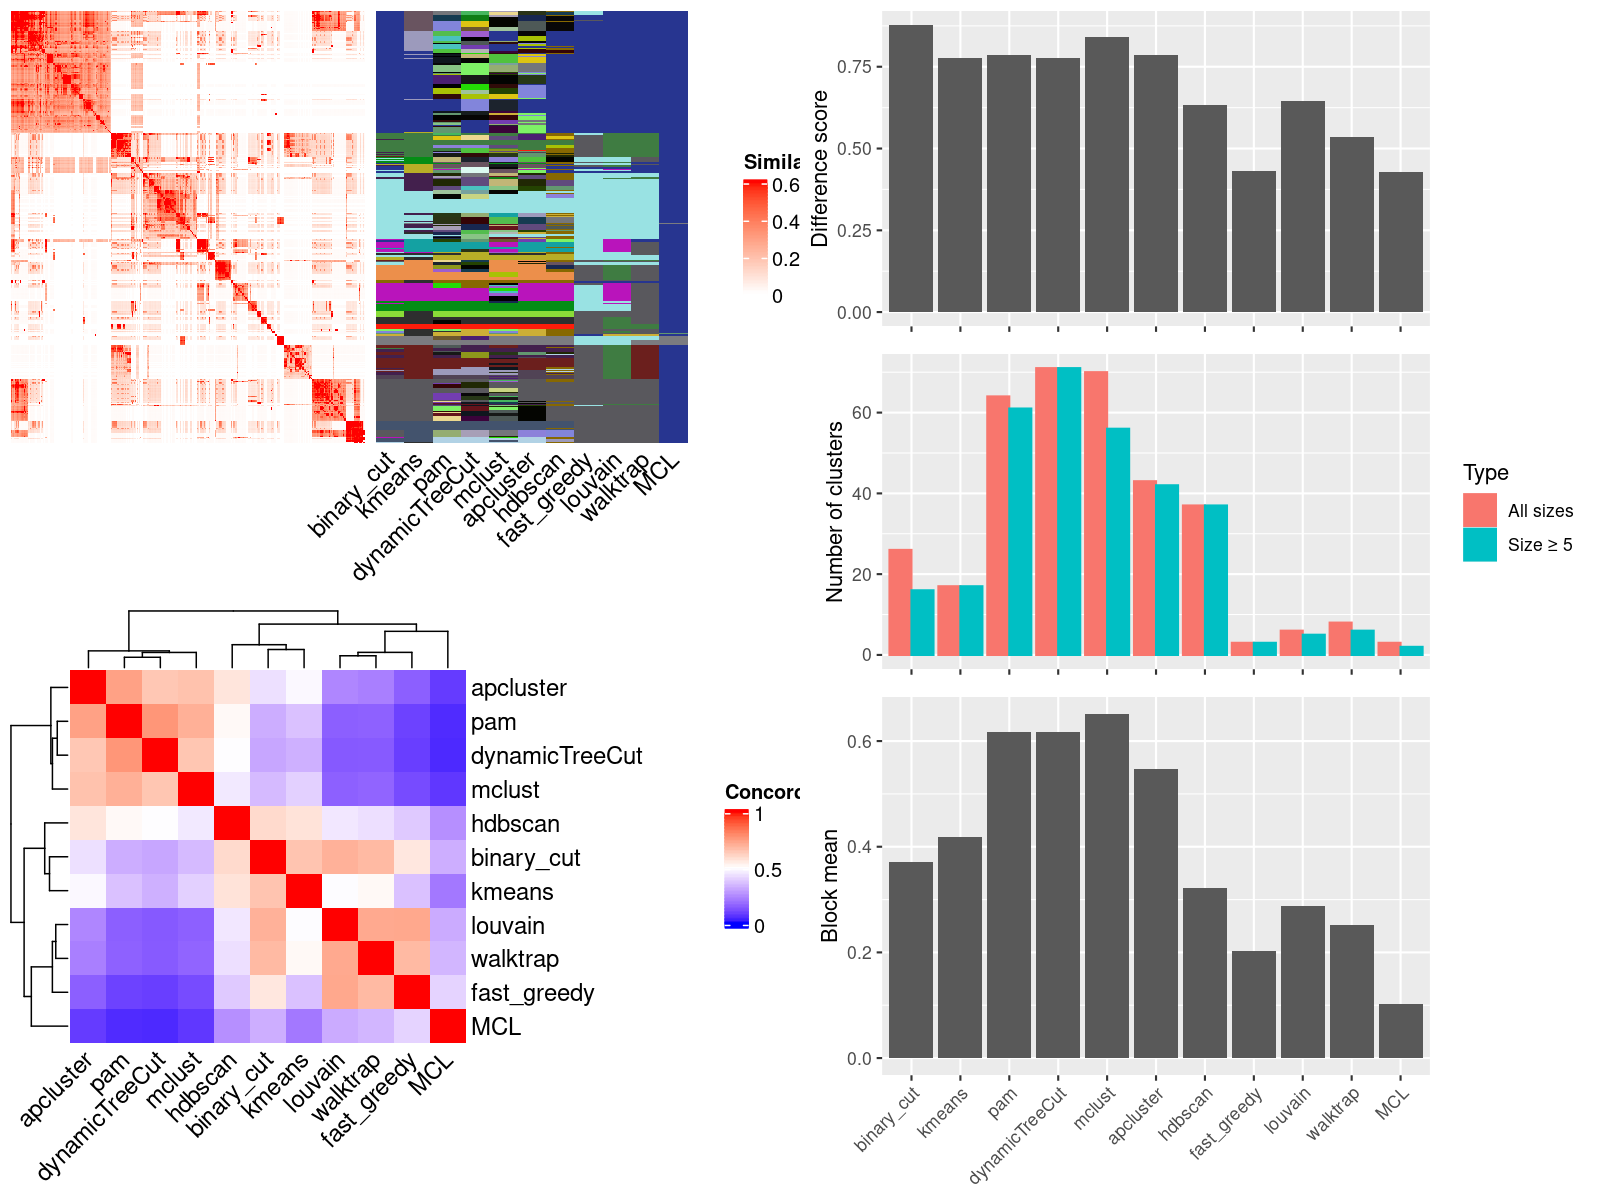 Simila
0.6
0.4
0.2
0
binary_cut
kmeans
pam
dynamicTreeCut
mclust
apcluster
hdbscan
fast_greedy
louvain
walktrap
MCL
Difference score
0.75
0.50
0.25
0.00
Number of clusters
60
40
20
0
Type
All sizes
Size ≥ 5
apcluster
pam
dynamicTreeCut
mclust
hdbscan
binary_cut
kmeans
louvain
walktrap
fast_greedy
MCL
apcluster
pam
dynamicTreeCut
mclust
hdbscan
binary_cut
kmeans
louvain
walktrap
fast_greedy
MCL
Concord
1
0.5
0
Block mean
0.6
0.4
0.2
0.0
binary_cut
kmeans
pam
dynamicTreeCut
mclust
apcluster
hdbscan
fast_greedy
louvain
walktrap
MCL